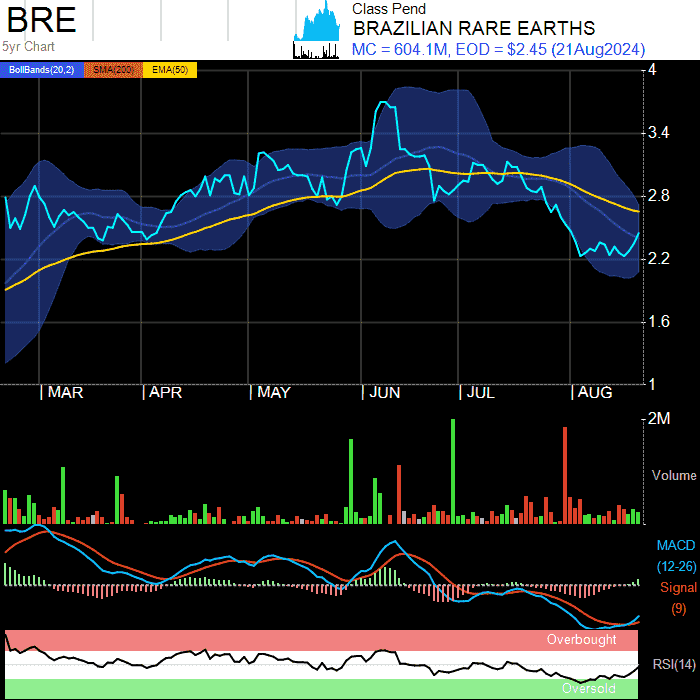 BRE
5yr Chart
Class Pend
BRAZILIAN RARE EARTHS
MC = 604.1M, EOD = $2.45 (21Aug2024)
BollBands(20,2) SMA(200) EMA(50)
4
3.4
2.8
2.2
1.6
1
MAR APR MAY JUN JUL AUG
2M
Volume
MACD
(12-26)
Signal
(9)
Overbought
RSI(14)
Oversold